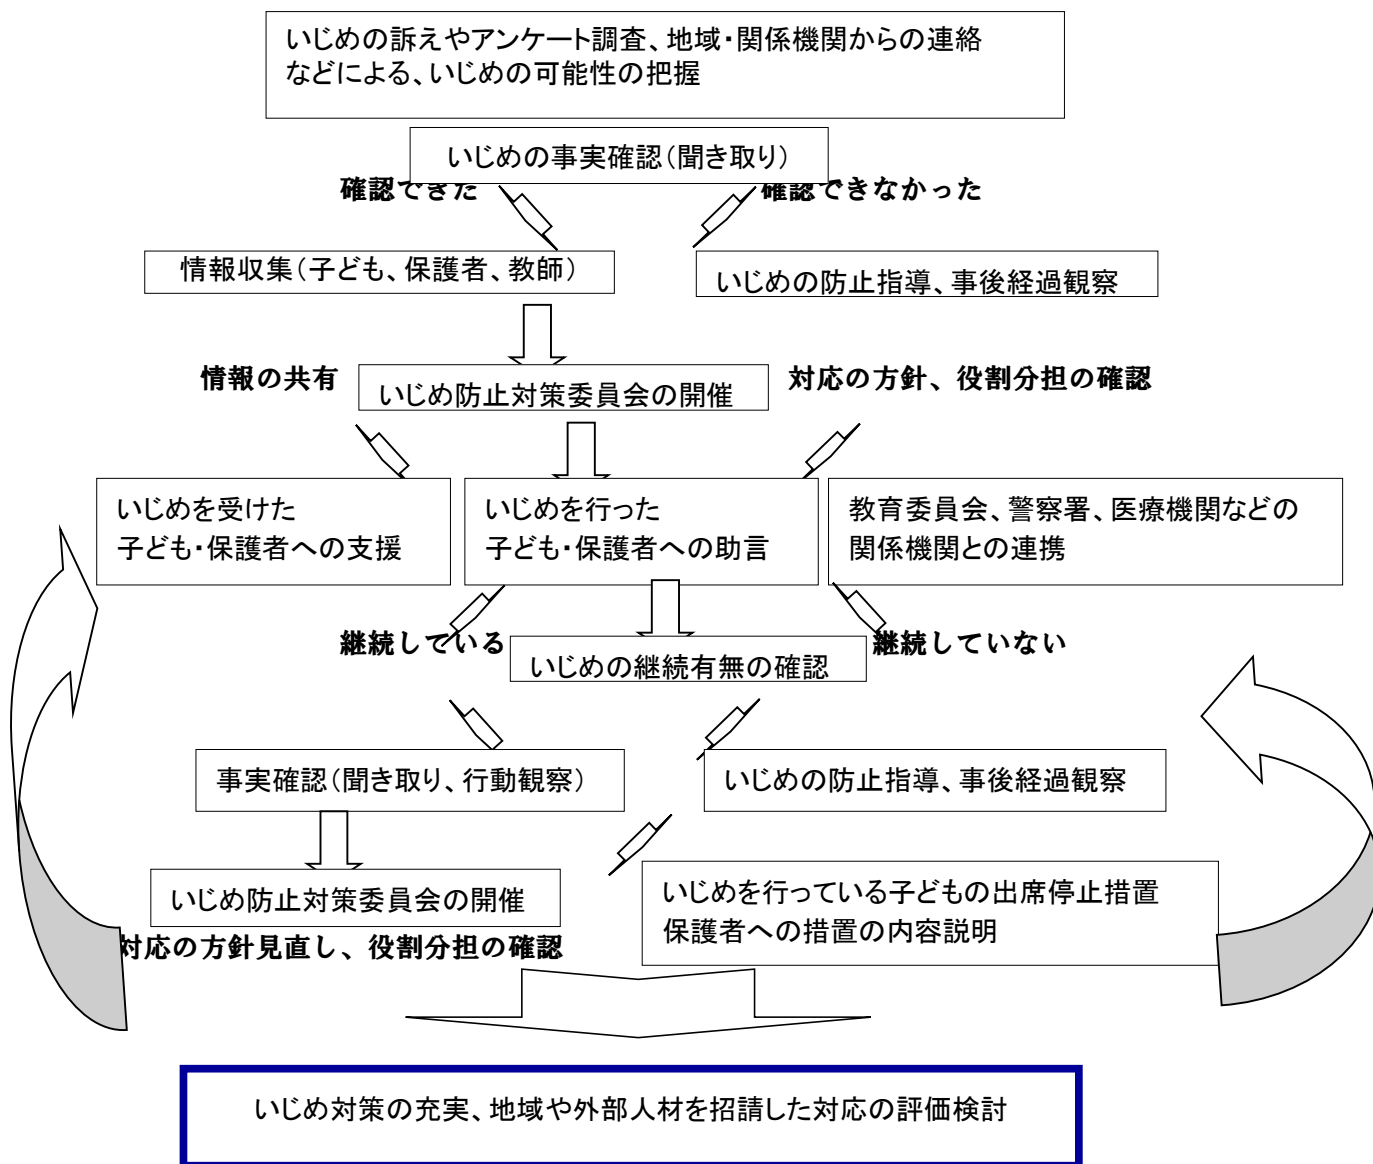 いじめの訴えやアンケート調査、地域・関係機関からの連絡
などによる、いじめの可能性の把握
いじめの事実確認（聞き取り）
確認できた
確認できなかった
情報収集（子ども、保護者、教師）
いじめの防止指導、事後経過観察
情報の共有
いじめ防止対策委員会の開催
対応の方針、役割分担の確認
いじめを受けた
子ども・保護者への支援
いじめを行った
子ども・保護者への助言
教育委員会、警察署、医療機関などの
関係機関との連携
継続している
いじめの継続有無の確認
継続していない
事実確認（聞き取り、行動観察）
いじめの防止指導、事後経過観察
いじめ防止対策委員会の開催
対応の方針見直し、役割分担の確認
いじめを行っている子どもの出席停止措置
保護者への措置の内容説明
いじめ対策の充実、地域や外部人材を招請した対応の評価検討